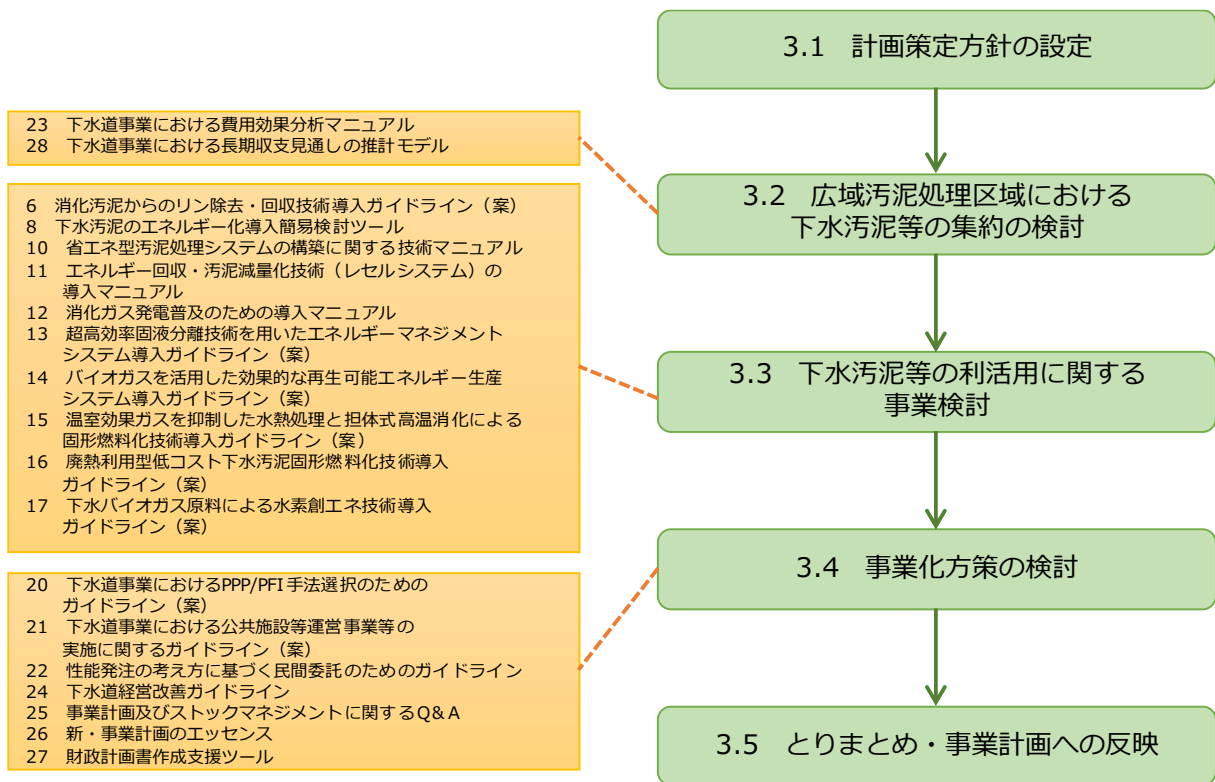 3.1 計画策定方針の設定
23 下水道事業における費用効果分析マニュアル
28 下水道事業における長期収支見通しの推計モデル
3.2 広域汚泥処理区域における
下水汚泥等の集約の検討
6 消化汚泥からのリン除去・回収技術導入ガイドライン（案）
8 下水汚泥のエネルギー化導入簡易検討ツール
10 省エネ型汚泥処理システムの構築に関する技術マニュアル
11 エネルギー回収・汚泥減量化技術（レセルシステム）の
導入マニュアル
12 消化ガス発電普及のための導入マニュアル
13 超高効率固液分離技術を用いたエネルギーマネジメント
システム導入ガイドライン（案）
14 バイオガスを活用した効果的な再生可能エネルギー生産
システム導入ガイドライン（案）
15 温室効果ガスを抑制した水熱処理と担体式高温消化による
固形燃料化技術導入ガイドライン（案）
16 廃熱利用型低コスト下水汚泥固形燃料化技術導入
ガイドライン（案）
17 下水バイオガス原料による水素創エネ技術導入
ガイドライン（案）
3.3 下水汚泥等の利活用に関する
事業検討
20 下水道事業におけるPPP/PFI手法選択のための
ガイドライン（案）
21 下水道事業における公共施設等運営事業等の
実施に関するガイドライン（案）
22 性能発注の考え方に基づく民間委託のためのガイドライン
24 下水道経営改善ガイドライン
25 事業計画及びストックマネジメントに関するQ&A
26 新・事業計画のエッセンス
27 財政計画書作成支援ツール
3.4 事業化方策の検討
3.5 とりまとめ・事業計画への反映